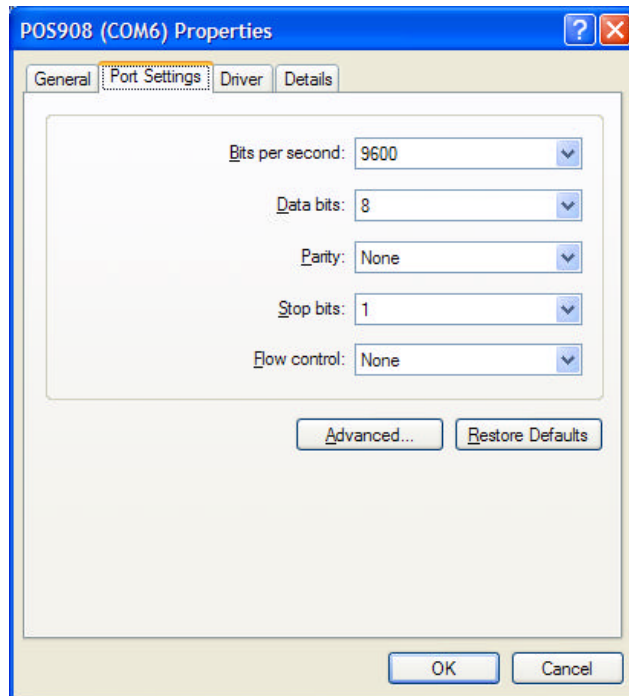 POS908 (COM6) Properties
General Port Settings Driver Details
Bits per second: 9600
Data bits: 8
Parity: None
Stop bits: 1
Flow control: None
Advanced... Restore Defaults
OK Cancel